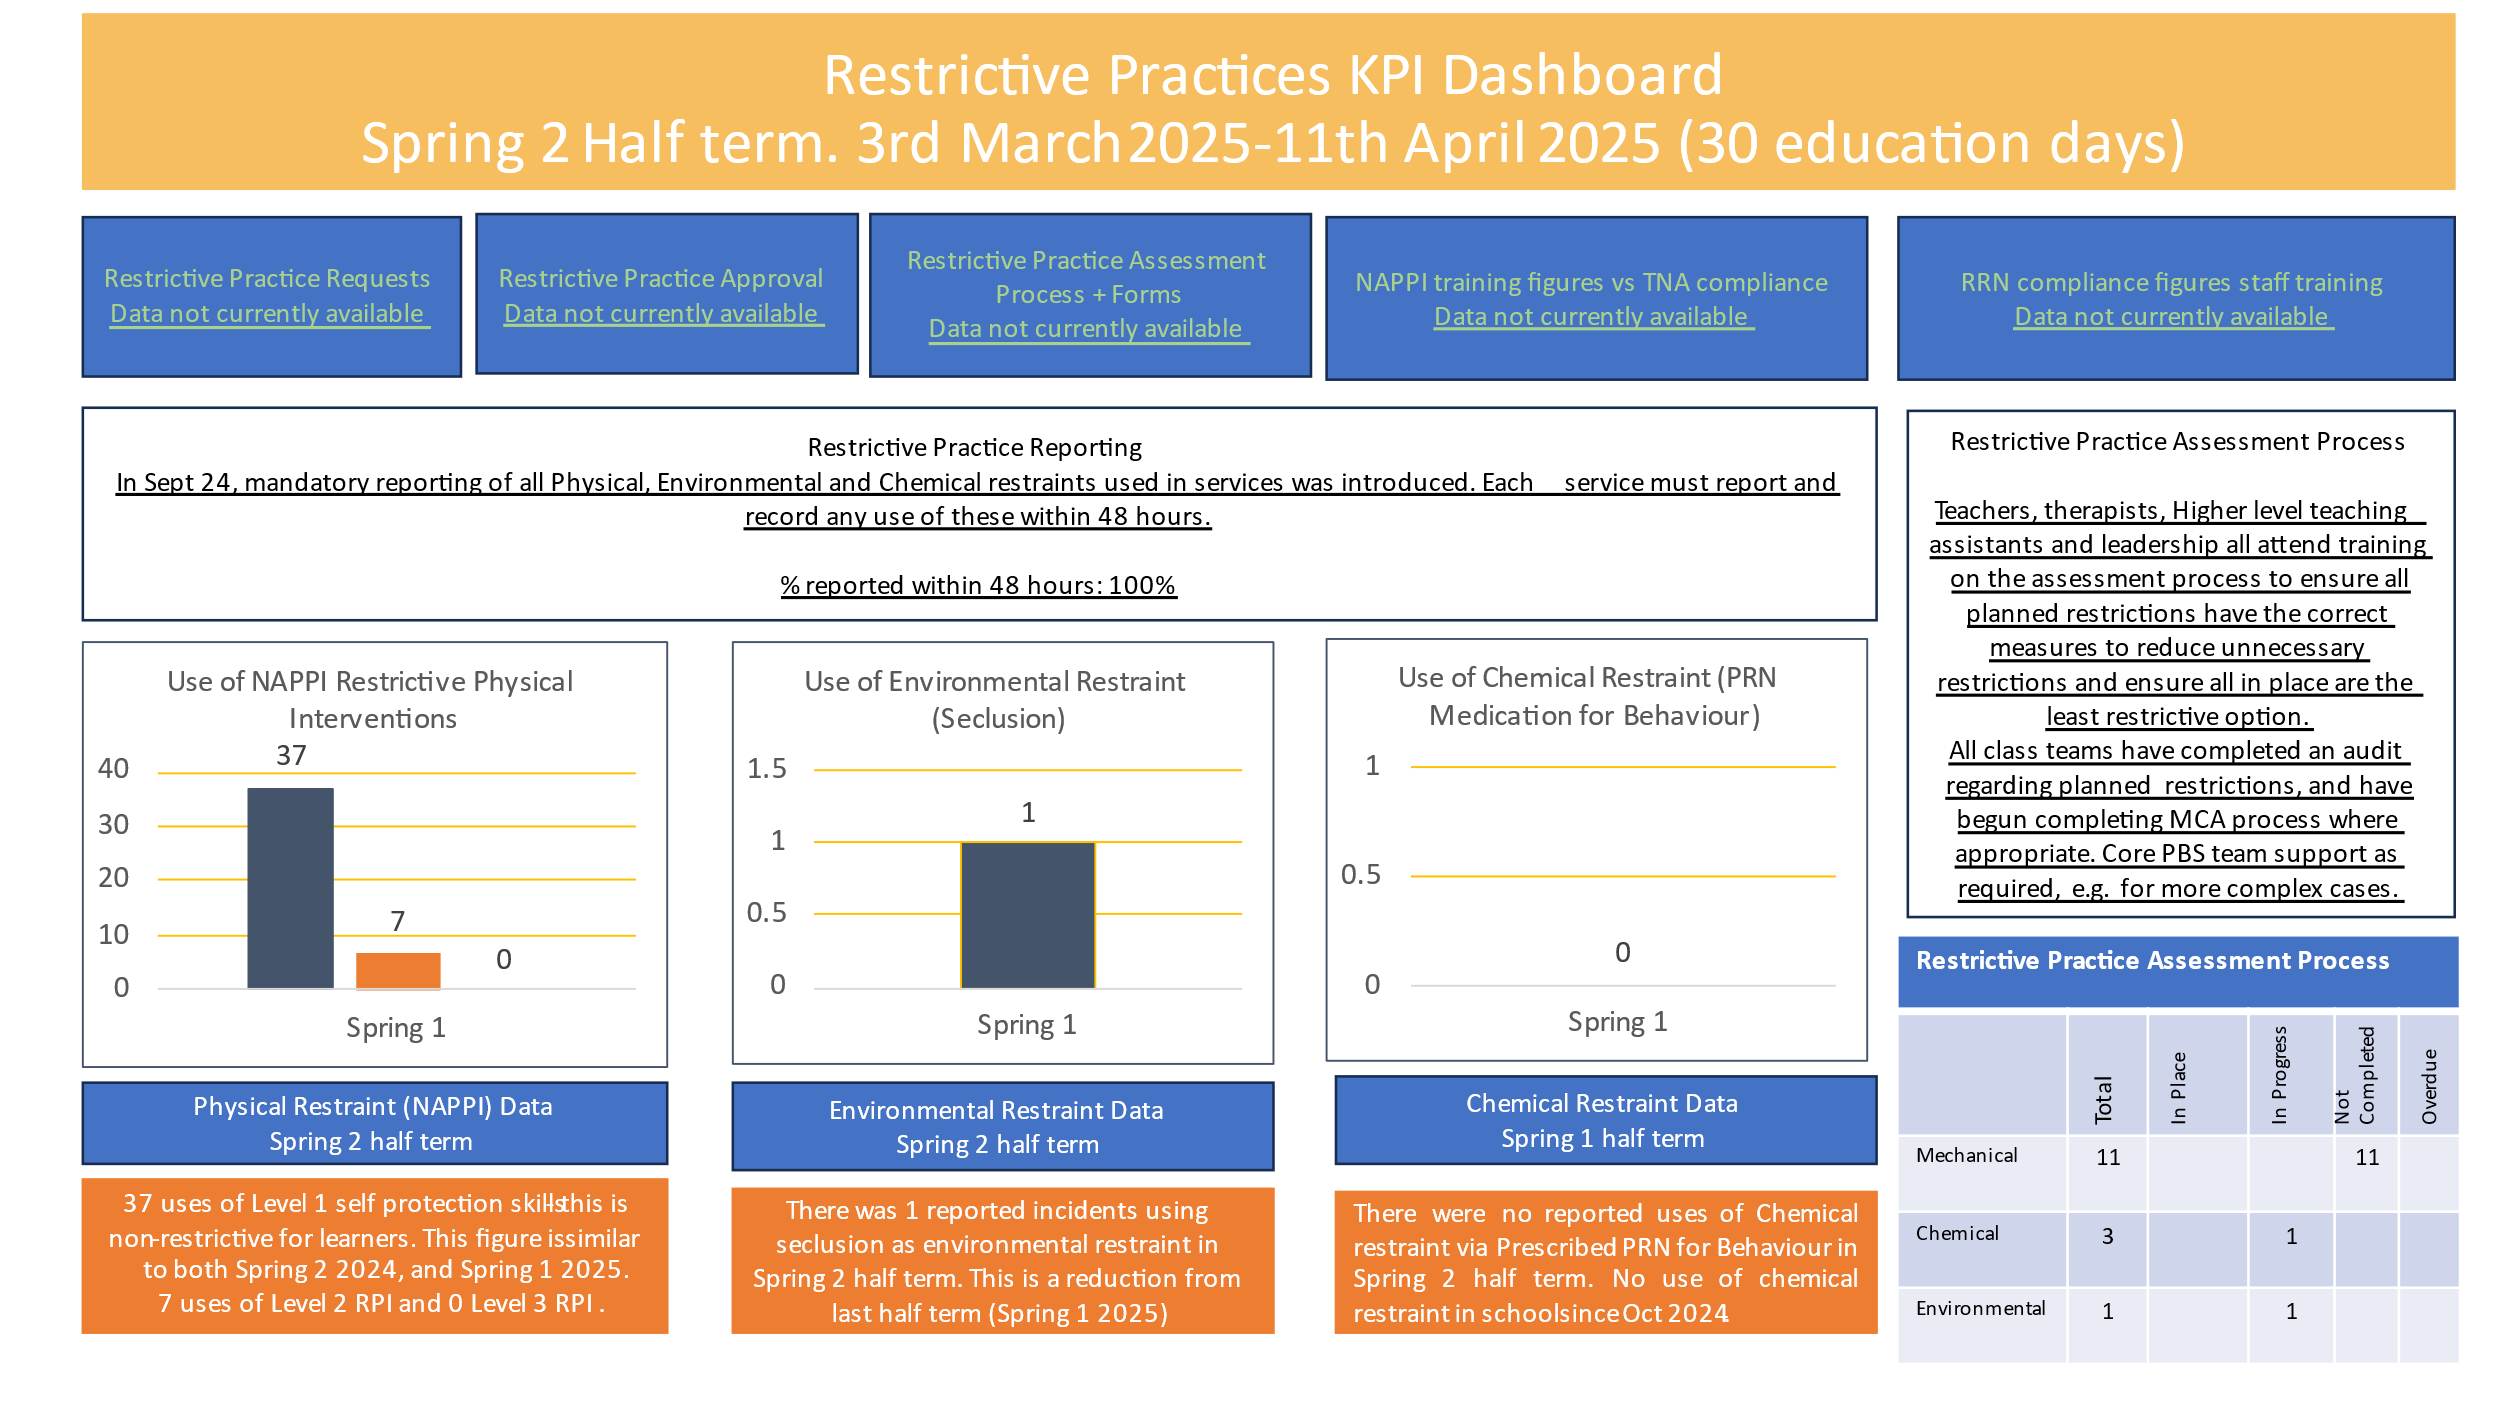 Restrictive Practices KPI Dashboard
Spring 2 Half term. 3rd March 2025-11th April 2025 (30 education days)
Restrictive Practice Requests
Data not currently available
Restrictive Practice Approval
Data not currently available
Restrictive Practice Assessment
Process + Forms
Data not currently available
NAPPI training figures vs TNA compliance
Data not currently available
RRN compliance figures staff training
Data not currently available
Restrictive Practice Reporting
In Sept 24, mandatory reporting of all Physical, Environmental and Chemical restraints used in services was introduced. Each service must report and
record any use of these within 48 hours.
% reported within 48 hours: 100%
Restrictive Practice Assessment Process
Teachers, therapists, Higher level teaching
assistants and leadership all attend training
on the assessment process to ensure all
planned restrictions have the correct
measures to reduce unnecessary
restrictions and ensure all in place are the
least restrictive option.
All class teams have completed an audit
regarding planned restrictions, and have
begun completing MCA process where
appropriate. Core PBS team support as
required, e.g. for more complex cases.
Use of NAPPI Restrictive Physical
Interventions
40
30
20
10
0
37
7
0
Spring 1
Use of Environmental Restraint
(Seclusion)
1.5
1
0.5
0
1
Spring 1
Use of Chemical Restraint (PRN
Medication for Behaviour)
1
0.5
0
0
Spring 1
Physical Restraint (NAPPI) Data
Spring 2 half term
Environmental Restraint Data
Spring 2 half term
Chemical Restraint Data
Spring 1 half term
37 uses of Level 1 self protection skills-this is
non-restrictive for learners. This figure is similar
to both Spring 2 2024, and Spring 1 2025.
7 uses of Level 2 RPI and 0 Level 3 RPI .
There was 1 reported incidents using
seclusion as environmental restraint in
Spring 2 half term. This is a reduction from
last half term (Spring 1 2025)
There were no reported uses of Chemical
restraint via Prescribed PRN for Behaviour in
Spring 2 half term. No use of chemical
restraint in school since Oct 2024.
Restrictive Practice Assessment Process
Total
In Place
In Progress
Not
Completed
Overdue
Mechanical 11 11
Chemical 3 1
Environmental 1 1